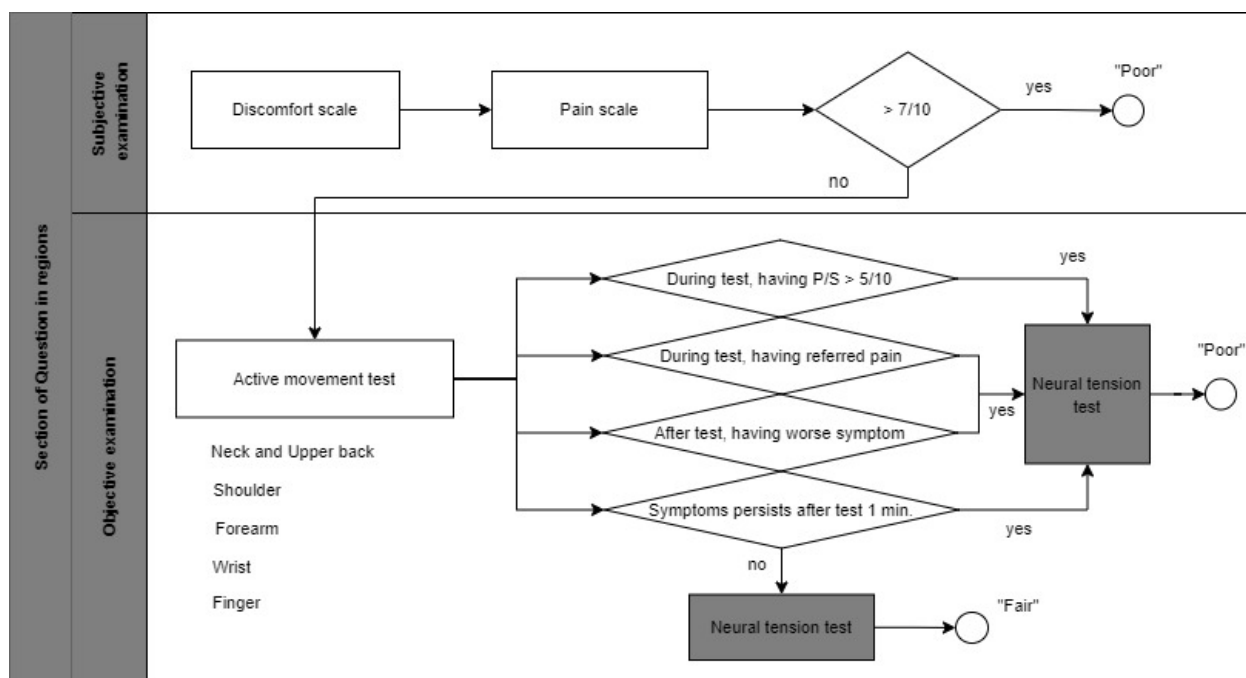 Section of Question in regions
Subjective
examination
Discomfort scale
Pain scale
> 7/10
yes
"Poor"
no
Objective examination
Active movement test
Neck and Upper back
Shoulder
Forearm
Wrist
Finger
During test, having P/S > 5/10
yes
During test, having referred pain
yes
After test, having worse symptom
Symptoms persists after test 1 min.
yes
Neural tension
test
"Poor"
no
Neural tension test
"Fair"